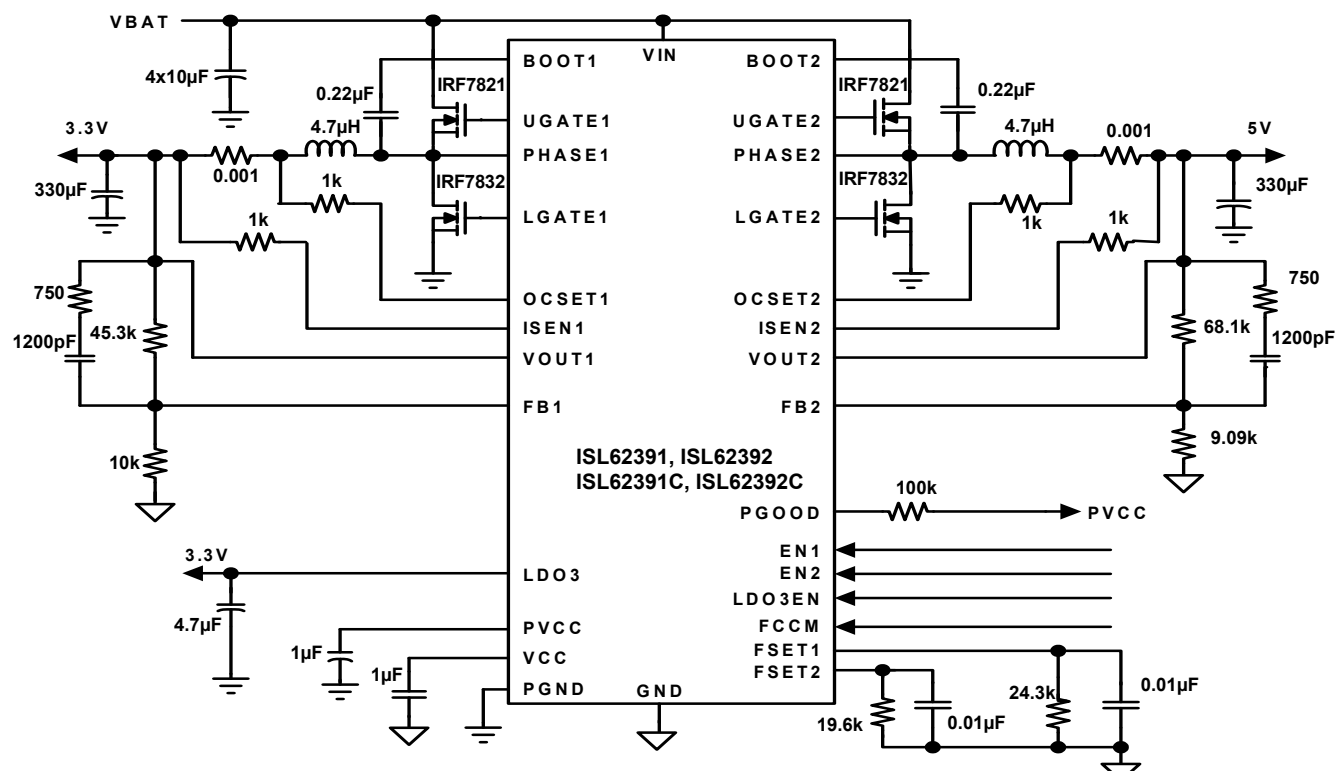 VBAT
4x10µF
BOOT1
VIN
BOOT2
IRF7821
IRF7821
0.22µF
0.22µF
UGATE1
UGATE2
3.3V
4.7µH
4.7µH
0.001
5V
PHASE1
PHASE2
0.001
330µF
1k
IRF7832
IRF7832
1k
330µF
1k
LGATE1
LGATE2
1k
750
OCSET1
OCSET2
750
1200pF
45.3k
ISEN1
ISEN2
68.1k
1200pF
VOUT1
VOUT2
FB1
FB2
10k
9.09k
ISL62391, ISL62392
ISL62391C, ISL62392C
100k
PGOOD
PVCC
EN1
3.3V
LDO3
EN2
LDO3EN
4.7µF
PVCC
FCCM
1µF
VCC
FSET1
1µF
FSET2
PGND
GND
19.6k
0.01µF
24.3k
0.01µF